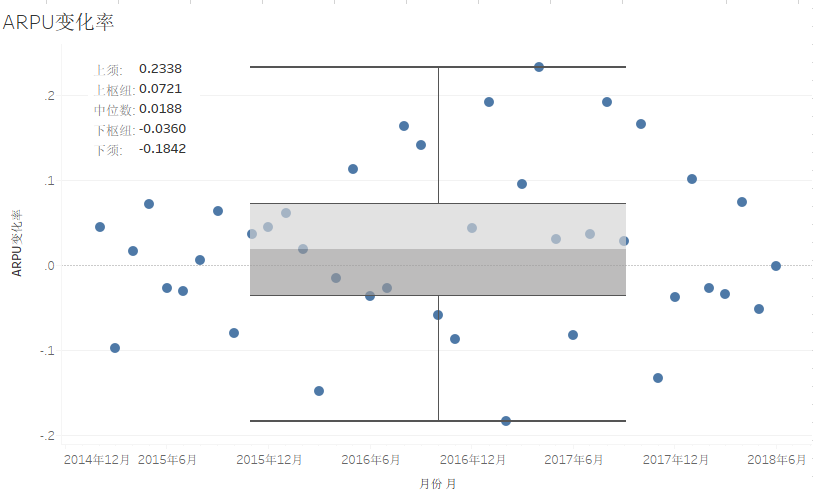 ARPU变化率
上须: 0.2338
上枢纽: 0.0721
中位数: 0.0188
下枢纽: -0.0360
下须: -0.1842
.2
.1
.0
-.1
-.2
ARPU变化率
2014年12月 2015年6月 2015年12月 2016年6月 2016年12月 2017年6月 2017年12月 2018年6月
月份 月